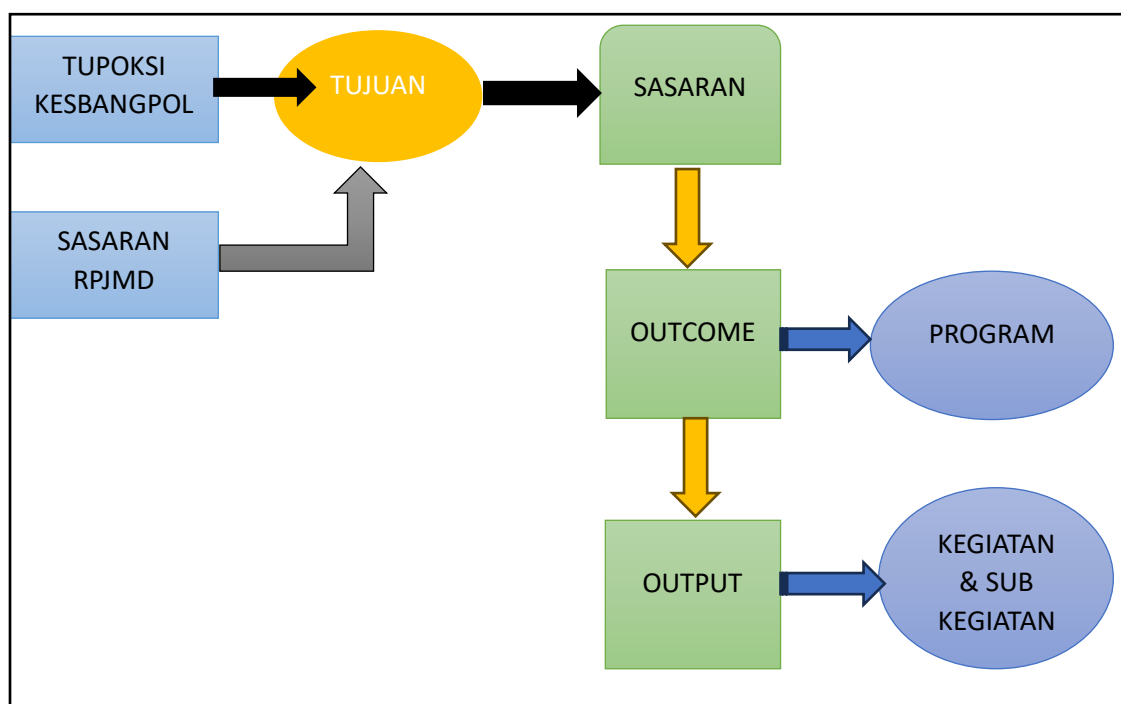 TUPOKSI
KESBANGPOL
TUJUAN
SASARAN
SASARAN
RPJMD
OUTCOME
PROGRAM
OUTPUT
KEGIATAN
& SUB
KEGIATAN